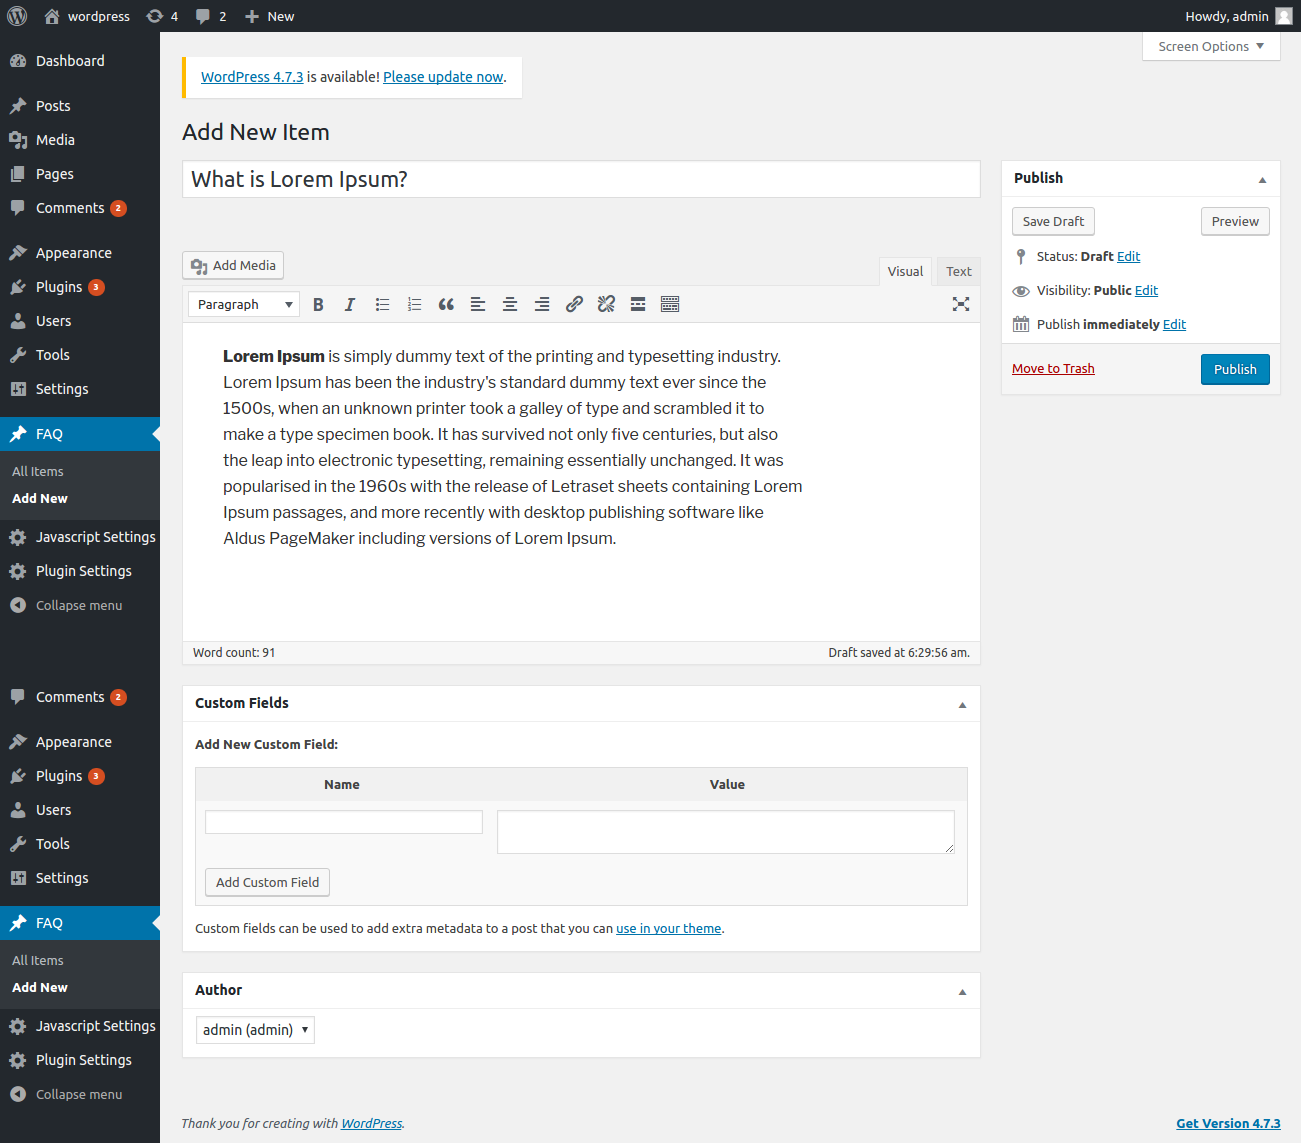 wordpress 4 2 New Howdy, admin
Screen Options
Dashboard
Posts
Media
Pages
Comments 2
Appearance
Plugins 3
Users
Tools
Settings
FAQ
All Items
Add New
Javascript Settings
Plugin Settings
Collapse menu
Comments 2
Appearance
Plugins 3
Users
Tools
Settings
FAQ
All Items
Add New
Javascript Settings
Plugin Settings
Collapse menu
WordPress 4.7.3 is available! Please update now.
Add New Item
What is Lorem Ipsum?
Add Media
Visual Text
Paragraph B I
Lorem Ipsum is simply dummy text of the printing and typesetting industry.
Lorem Ipsum has been the industry's standard dummy text ever since the
1500s, when an unknown printer took a galley of type and scrambled it to
make a type specimen book. It has survived not only five centuries, but also
the leap into electronic typesetting, remaining essentially unchanged. It was
popularised in the 1960s with the release of Letraset sheets containing Lorem
Ipsum passages, and more recently with desktop publishing software like
Aldus PageMaker including versions of Lorem Ipsum.
Word count: 91 Draft saved at 6:29:56 am.
Custom Fields
Add New Custom Field:
Name Value
Add Custom Field
Custom fields can be used to add extra metadata to a post that you can use in your theme.
Author
admin (admin)
Publish
Save Draft Preview
Status: Draft Edit
Visibility: Public Edit
Publish immediately Edit
Move to Trash Publish
Thank you for creating with WordPress. Get Version 4.7.3